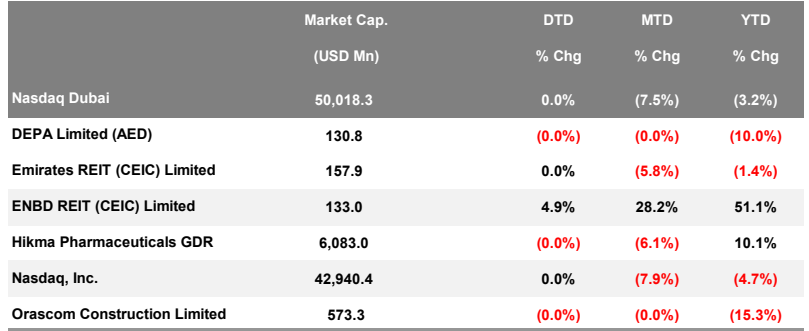 Market Cap. DTD MTD YTD
(USD Mn) % Chg % Chg % Chg
Nasdaq Dubai 50,018.3 0.0% (7.5%) (3.2%)
DEPA Limited (AED) 130.8 (0.0%) (0.0%) (10.0%)
Emirates REIT (CEIC) Limited 157.9 0.0% (5.8%) (1.4%)
ENBD REIT (CEIC) Limited 133.0 4.9% 28.2% 51.1%
Hikma Pharmaceuticals GDR 6,083.0 (0.0%) (6.1%) 10.1%
Nasdaq, Inc. 42,940.4 0.0% (7.9%) (4.7%)
Orascom Construction Limited 573.3 (0.0%) (0.0%) (15.3%)